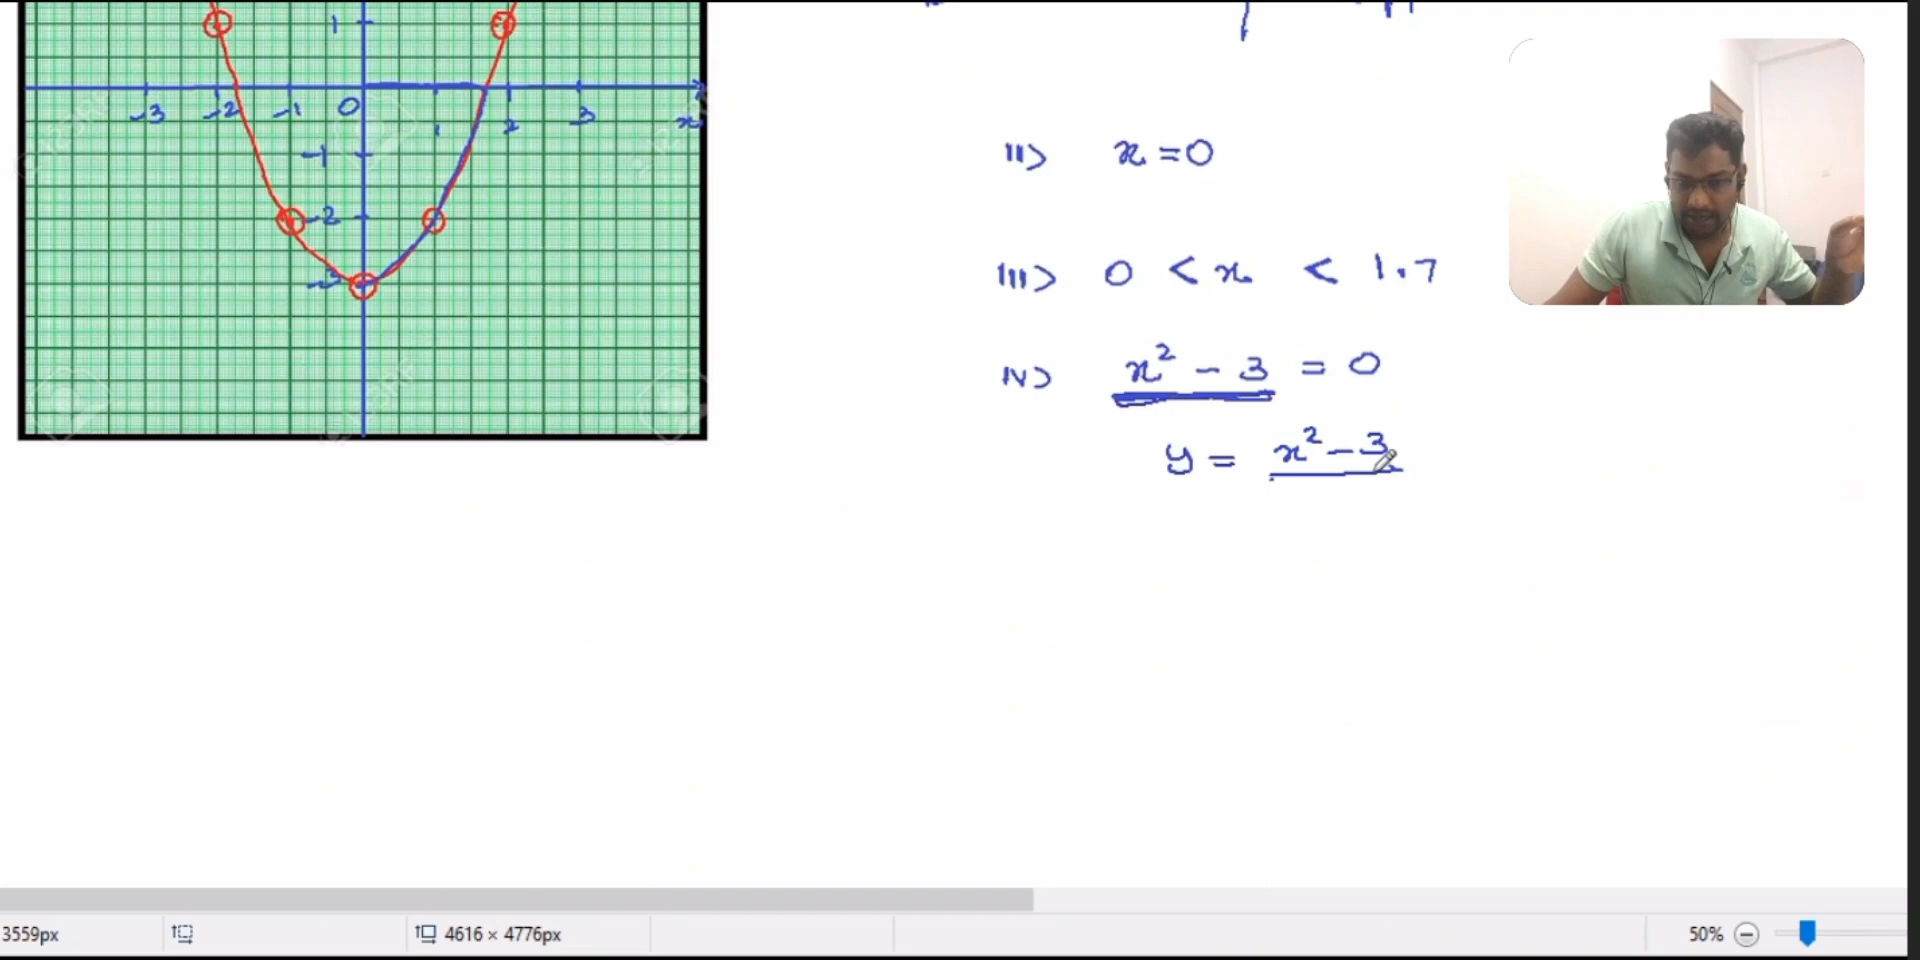 1
-3 -2 -1 0 1 2 3 x
-1
-2
-3
II> x = 0
III> 0 < x < 1.7
IV> x² - 3 = 0
y = x² - 3
3559px 4616 × 4776px 50%